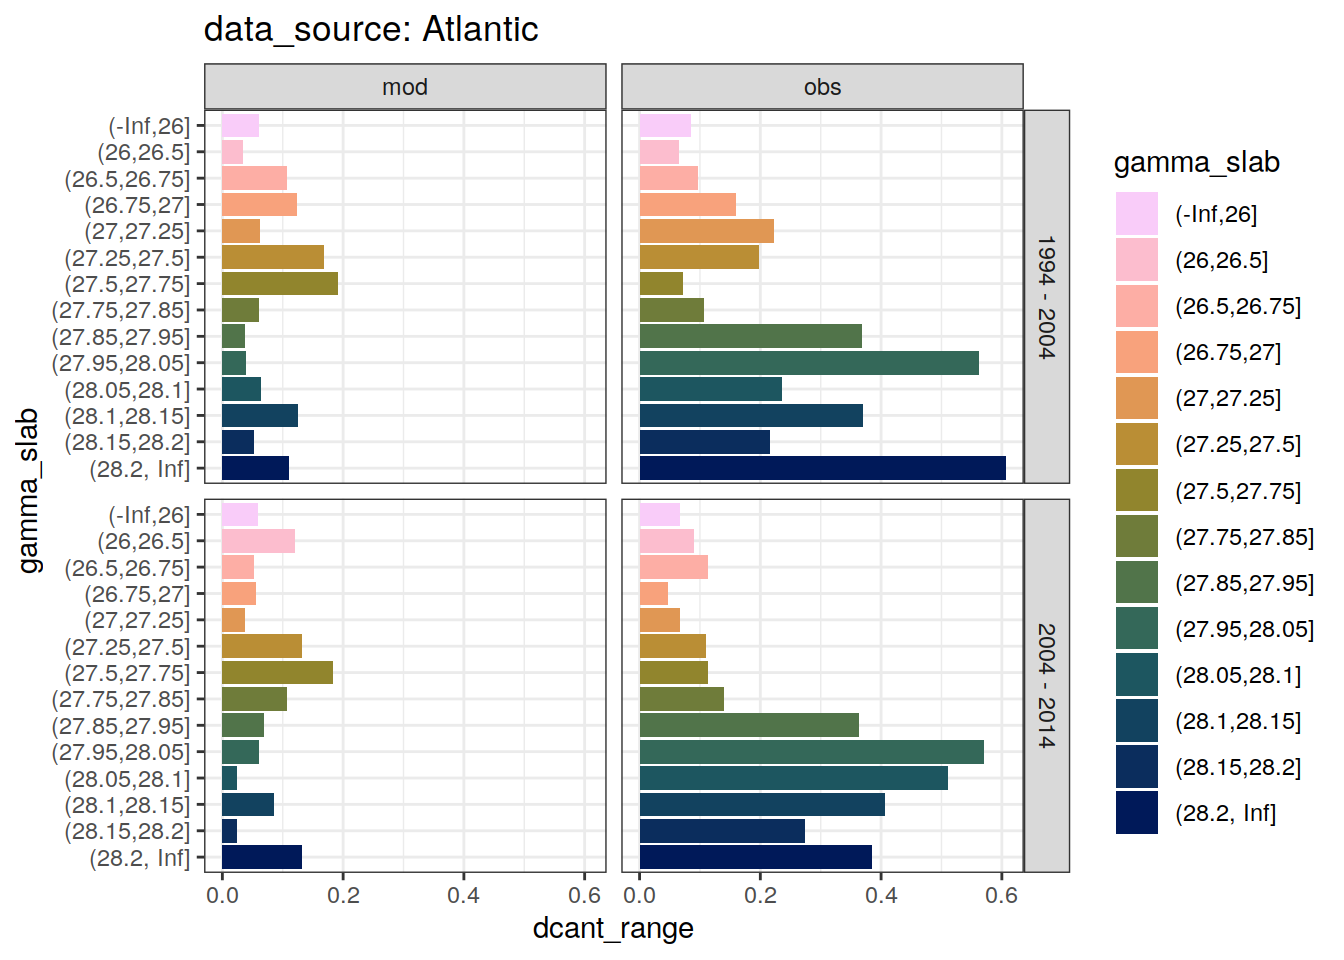 data_source: Atlantic
mod
obs
(-Inf,26]
(26,26.5]
(26.5,26.75]
(26.75,27]
(27,27.25]
(27.25,27.5]
(27.5,27.75]
(27.75,27.85]
(27.85,27.95]
(27.95,28.05]
(28.05,28.1]
(28.1,28.15]
(28.15,28.2]
(28.2, Inf]
1994 - 2004
(-Inf,26]
(26,26.5]
(26.5,26.75]
(26.75,27]
(27,27.25]
(27.25,27.5]
(27.5,27.75]
(27.75,27.85]
(27.85,27.95]
(27.95,28.05]
(28.05,28.1]
(28.1,28.15]
(28.15,28.2]
(28.2, Inf]
2004 - 2014
gamma_slab
0.0 0.2 0.4 0.6
0.0 0.2 0.4 0.6
dcant_range
gamma_slab
(-Inf,26]
(26,26.5]
(26.5,26.75]
(26.75,27]
(27,27.25]
(27.25,27.5]
(27.5,27.75]
(27.75,27.85]
(27.85,27.95]
(27.95,28.05]
(28.05,28.1]
(28.1,28.15]
(28.15,28.2]
(28.2, Inf]